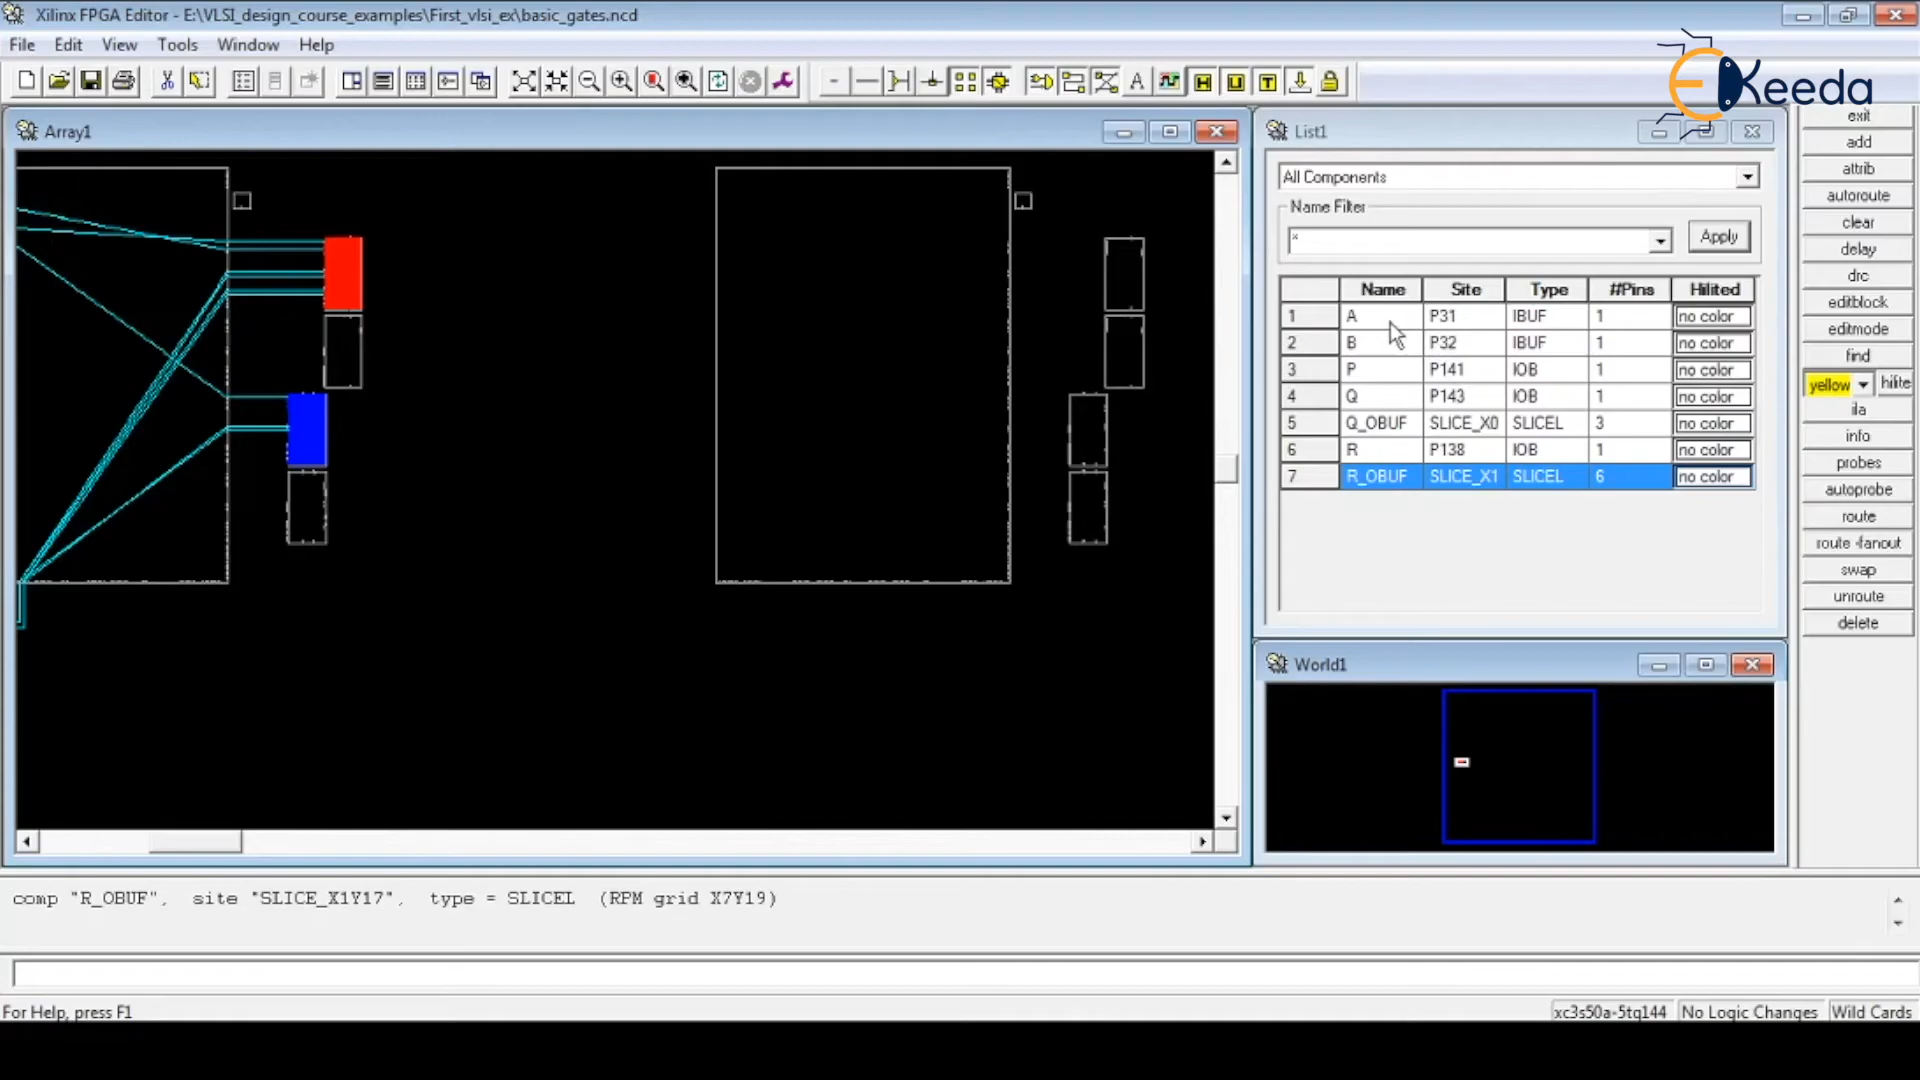 Xilinx FPGA Editor - E:\VLSI_design_course_examples\First_vlsi_ex\basic_gates.ncd
File Edit View Tools Window Help
EKeeda
Array1
List1
All Components
Name Filter
*
Apply
Name Site Type #Pins Hilited
1 A P31 IBUF 1 no color
2 B P32 IBUF 1 no color
3 P P141 IOB 1 no color
4 Q P143 IOB 1 no color
5 Q_OBUF SLICE_X0 SLICEL 3 no color
6 R P138 IOB 1 no color
7 R_OBUF SLICE_X1 SLICEL 6 no color
exit
add
attrib
autoroute
clear
delay
drc
editblock
editmode
find
yellow hilite
ila
info
probes
autoprobe
route
route -fanout
swap
unroute
delete
World1
comp "R_OBUF", site "SLICE_X1Y17", type = SLICEL (RPM grid X7Y19)
For Help, press F1
xc3s50a-5tq144 No Logic Changes Wild Cards